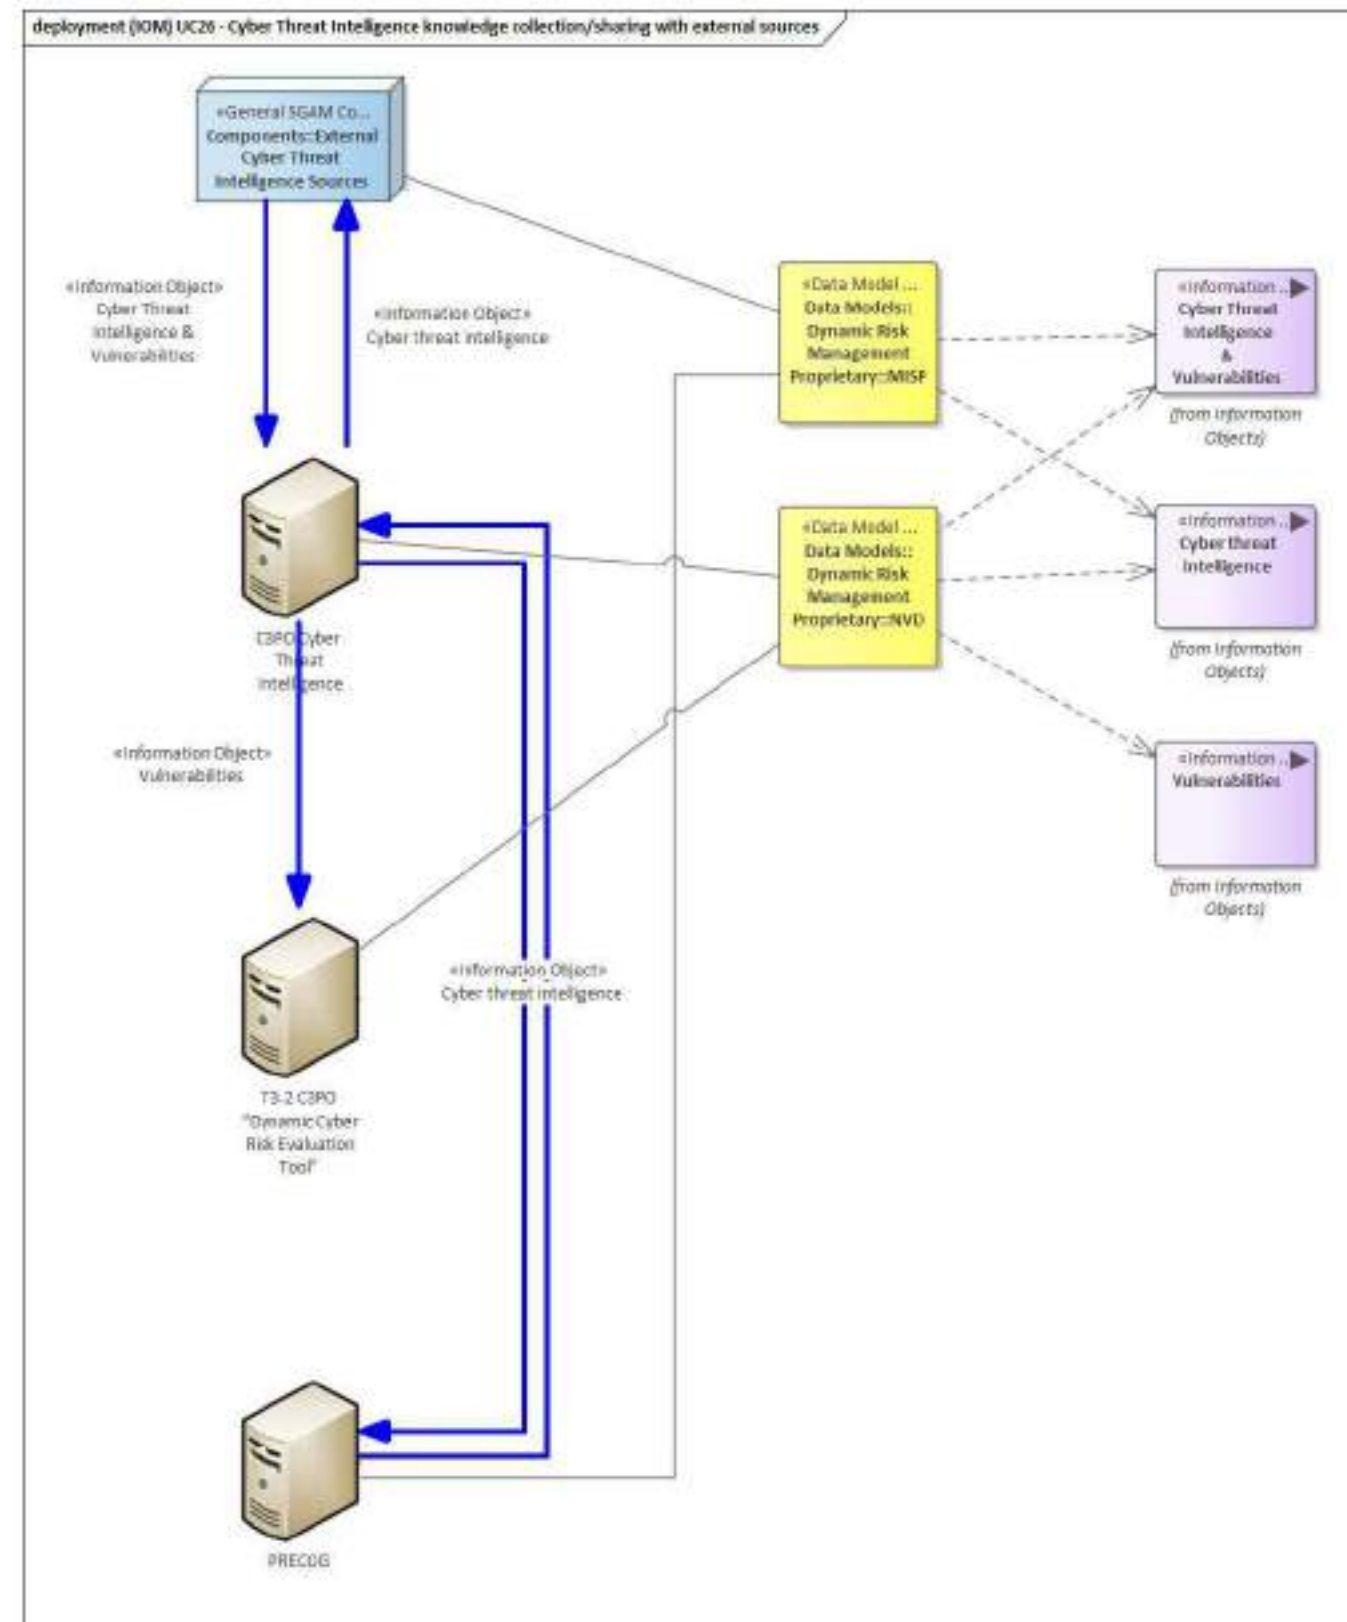 deployment (IOM) UC26 - Cyber Threat Intelligence knowledge collection/sharing with external sources
«General SGAM Co...
Components::External
Cyber Threat
Intelligence Sources
«Information Object»
Cyber Threat
Intelligence &
Vulnerabilities
«Information Object»
Cyber threat intelligence
«Data Model ...
Data Models::
Dynamic Risk
Management
Proprietary::MISP
«Information ...
Cyber Threat
Intelligence
&
Vulnerabilities
(from Information
Objects)
C3PO Cyber
Threat
Intelligence
«Data Model ...
Data Models::
Dynamic Risk
Management
Proprietary::NVD
«Information ...
Cyber threat
Intelligence
(from Information
Objects)
«Information Object»
Vulnerabilities
«Information ...
Vulnerabilities
(from Information
Objects)
«Information Object»
Cyber threat intelligence
T3.2 C3PO
"Dynamic Cyber
Risk Evaluation
Tool"
PRECOG